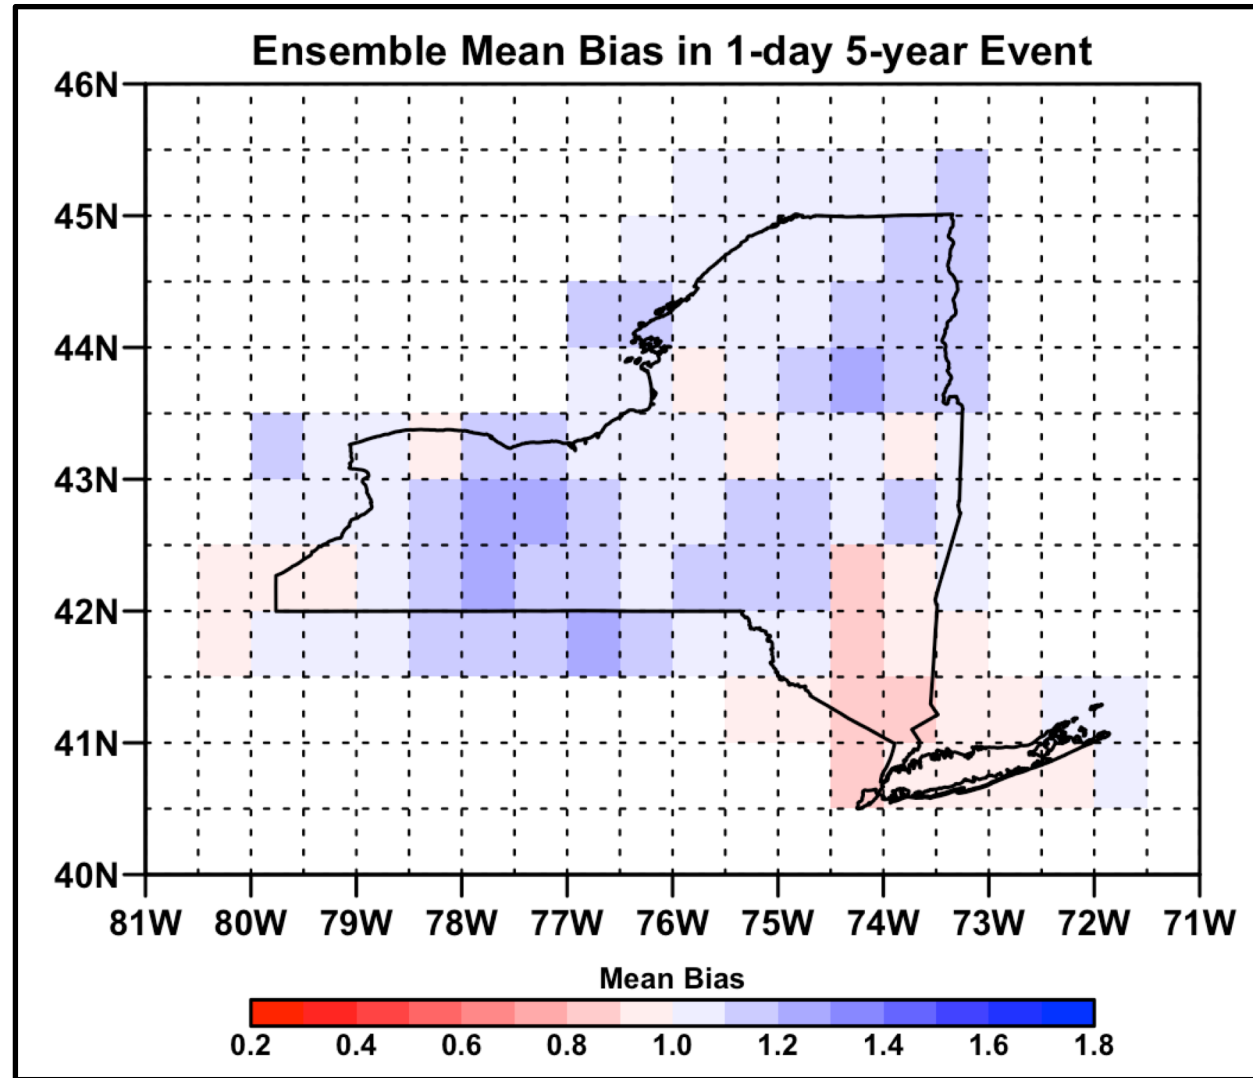 Ensemble Mean Bias in 1-day 5-year Event
46N
45N
44N
43N
42N
41N
40N
81W 80W 79W 78W 77W 76W 75W 74W 73W 72W 71W
Mean Bias
0.2 0.4 0.6 0.8 1.0 1.2 1.4 1.6 1.8